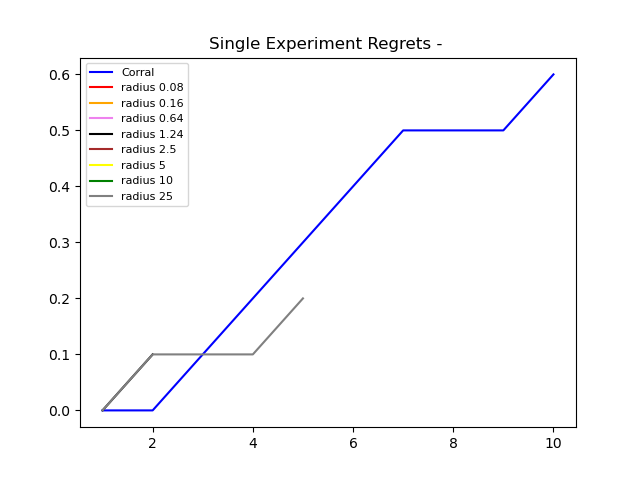 Single Experiment Regrets -
Corral
radius 0.08
radius 0.16
radius 0.64
radius 1.24
radius 2.5
radius 5
radius 10
radius 25
0.6
0.5
0.4
0.3
0.2
0.1
0.0
2 4 6 8 10